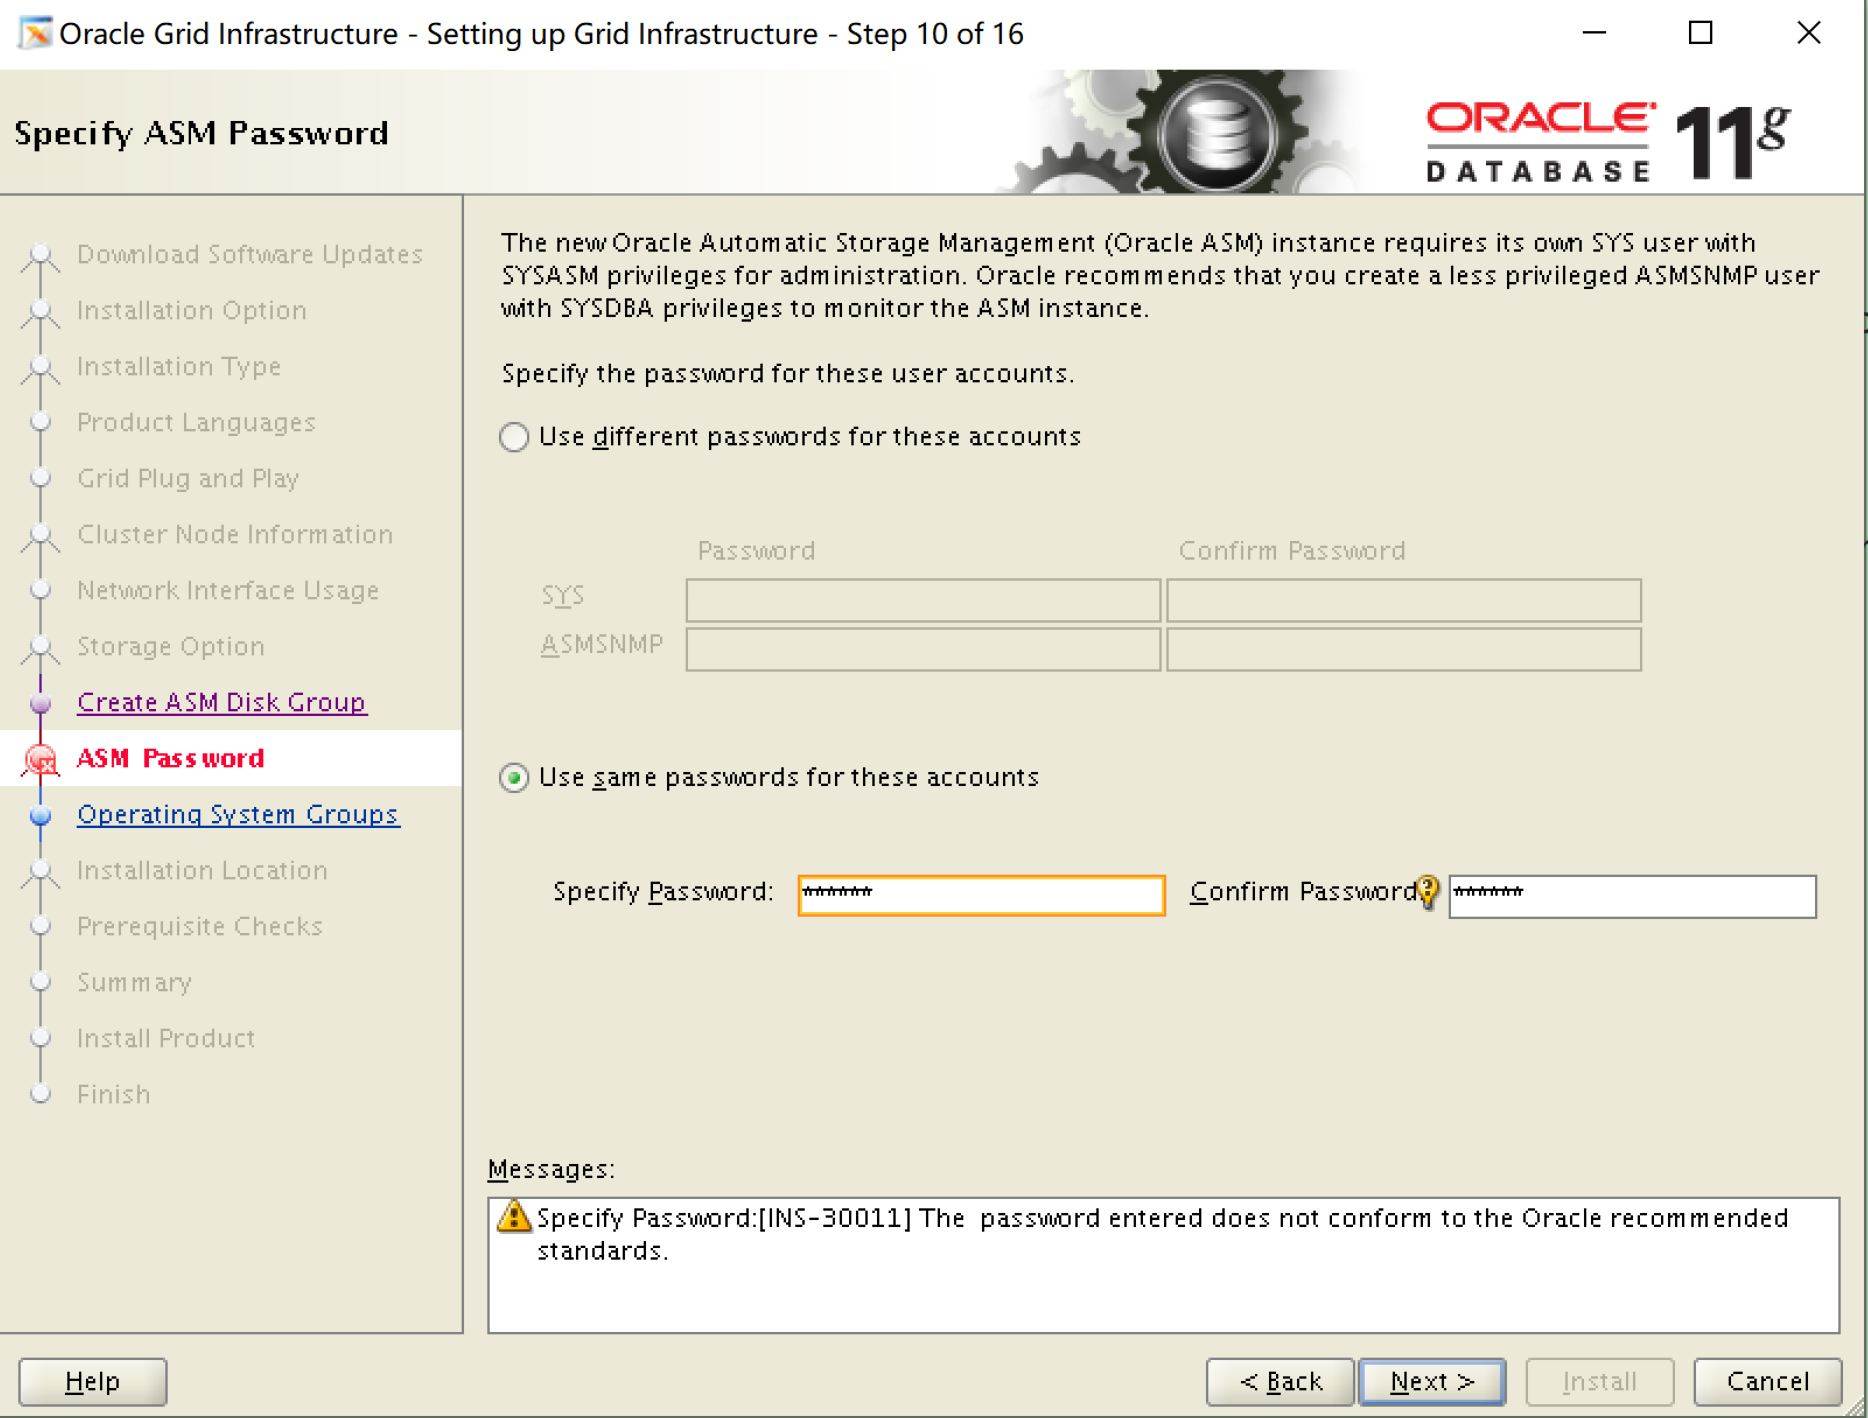 Oracle Grid Infrastructure - Setting up Grid Infrastructure - Step 10 of 16
Specify ASM Password
ORACLE
DATABASE
11g
Download Software Updates
Installation Option
Installation Type
Product Languages
Grid Plug and Play
Cluster Node Information
Network Interface Usage
Storage Option
Create ASM Disk Group
ASM Password
Operating System Groups
Installation Location
Prerequisite Checks
Summary
Install Product
Finish
The new Oracle Automatic Storage Management (Oracle ASM) instance requires its own SYS user with
SYSASM privileges for administration. Oracle recommends that you create a less privileged ASMSNMP user
with SYSDBA privileges to monitor the ASM instance.
Specify the password for these user accounts.
Use different passwords for these accounts
Password Confirm Password
SYS
ASMSNMP
Use same passwords for these accounts
Specify Password: ****** Confirm Password ******
Messages:
Specify Password:[INS-30011] The  password entered does not conform to the Oracle recommended
standards.
Help
< Back
Next >
Install
Cancel